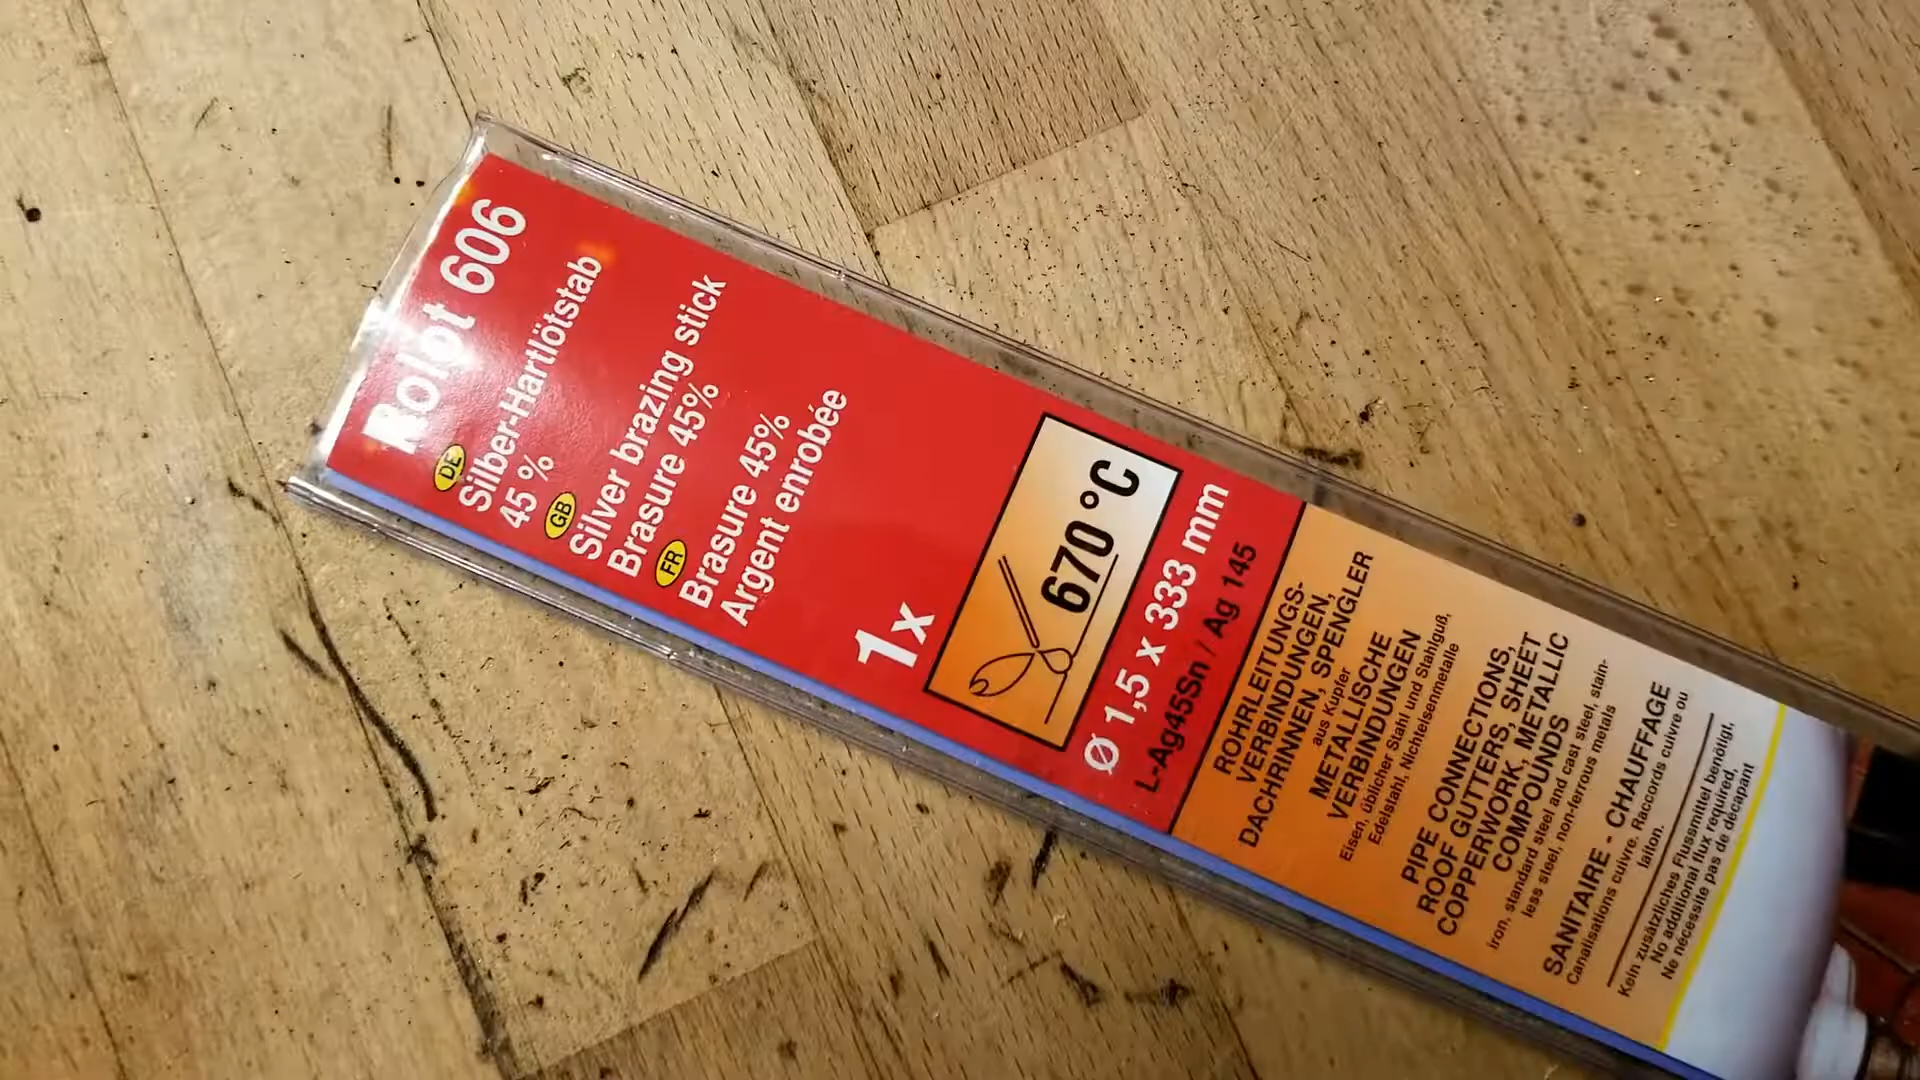 Rolot 606
DE
Silber-Hartlötstab
45 %
GB
Silver brazing stick
Brasure 45%
FR
Brasure 45%
Argent enrobée
1x
670 °C
Ø 1,5 x 333 mm
L-Ag45Sn / Ag 145
ROHRLEITUNGS-
VERBINDUNGEN,
DACHRINNEN, SPENGLER
aus Kupfer
METALLISCHE
VERBINDUNGEN
Eisen, üblicher Stahl und Stahlguß,
Edelstahl, Nichteisenmetalle
PIPE CONNECTIONS,
ROOF GUTTERS, SHEET
COPPERWORK, METALLIC
COMPOUNDS
iron, standard steel and cast steel, stain-
less steel, non-ferrous metals
SANITAIRE - CHAUFFAGE
Canalisations cuivre. Raccords cuivre ou
laiton.
Kein zusätzliches Flussmittel benötigt,
No additional flux required,
Ne nécessite pas de décapant